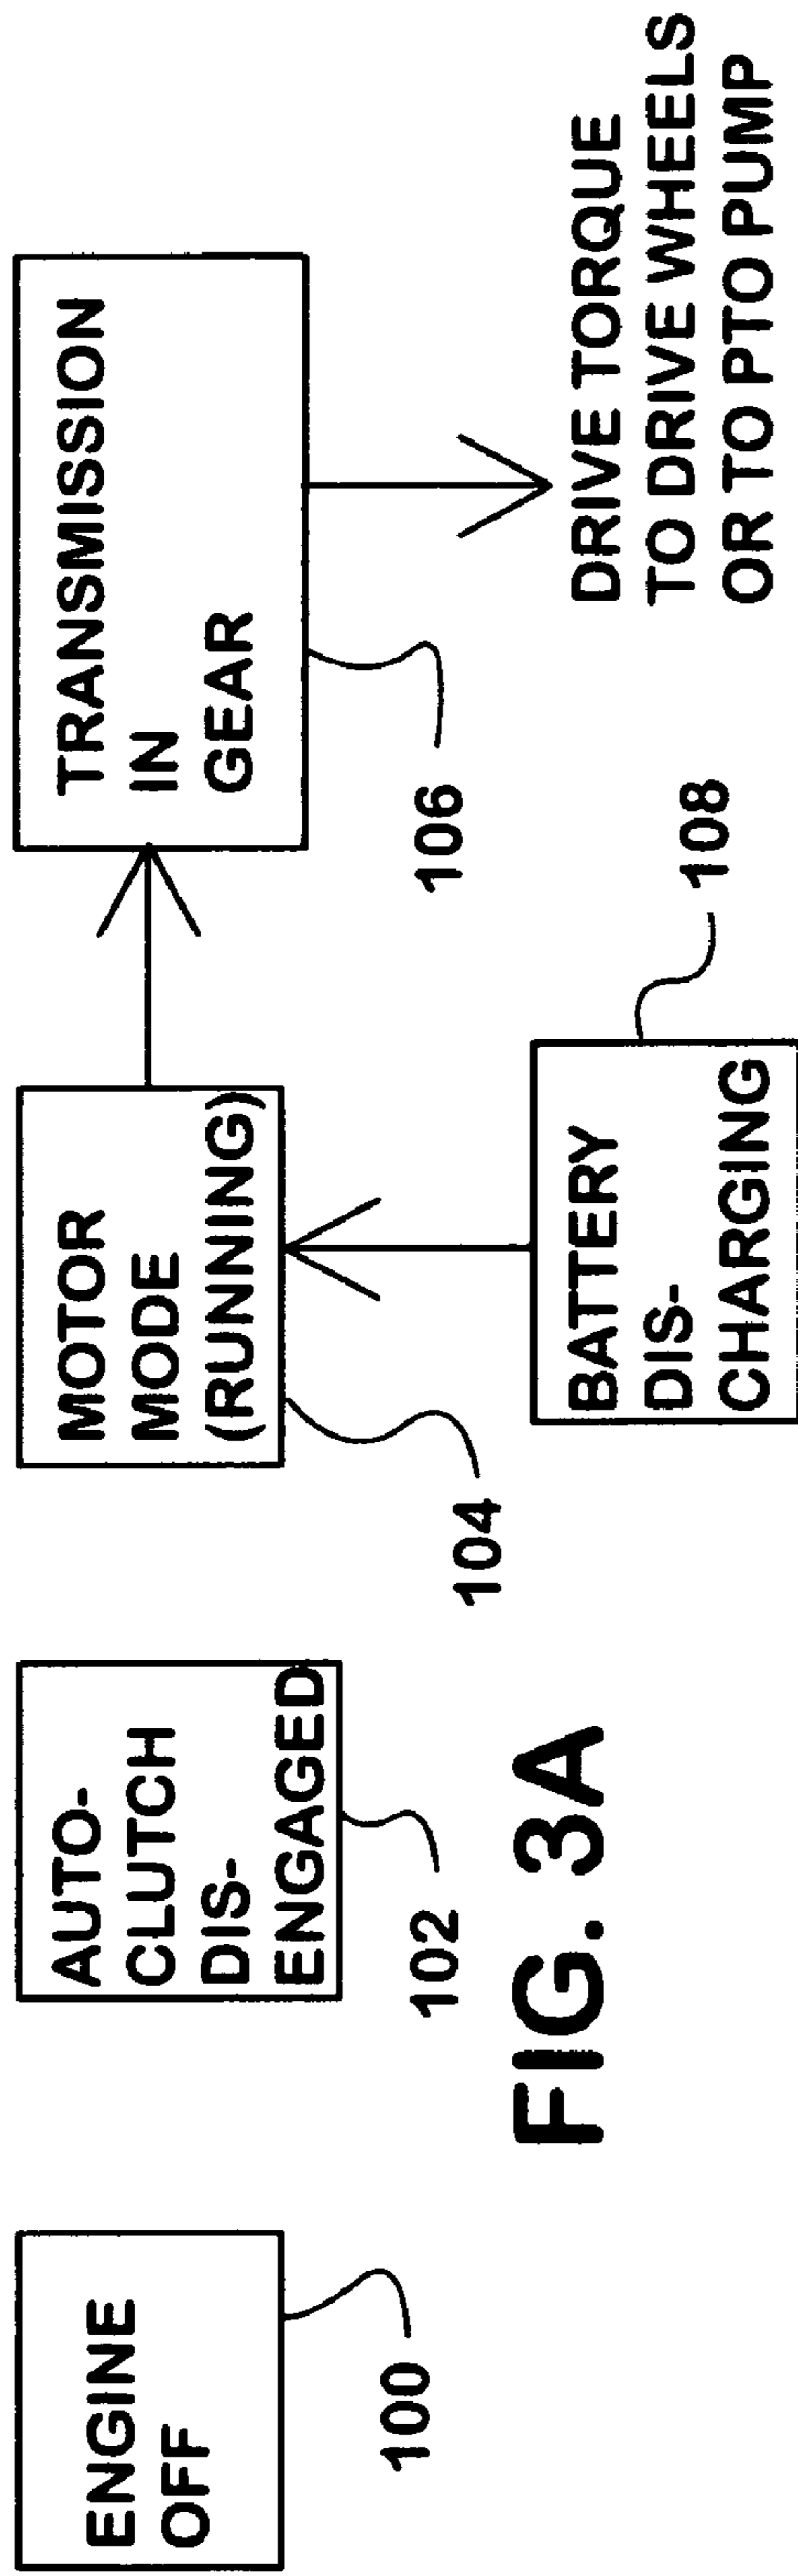 ENGINE
OFF
100
AUTO-
CLUTCH
DIS-
ENGAGED
102
MOTOR
MODE
(RUNNING)
104
TRANSMISSION
IN
GEAR
106
BATTERY
DIS-
CHARGING
108
DRIVE TORQUE
TO DRIVE WHEELS
OR TO PTO PUMP
FIG. 3A